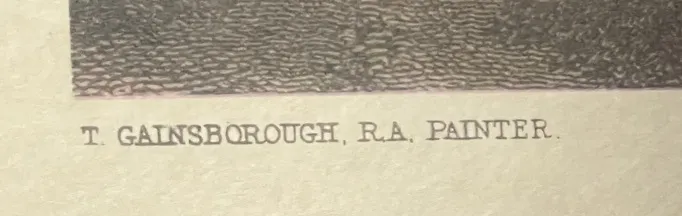 T. GAINSBOROUGH, R.A. PAINTER.